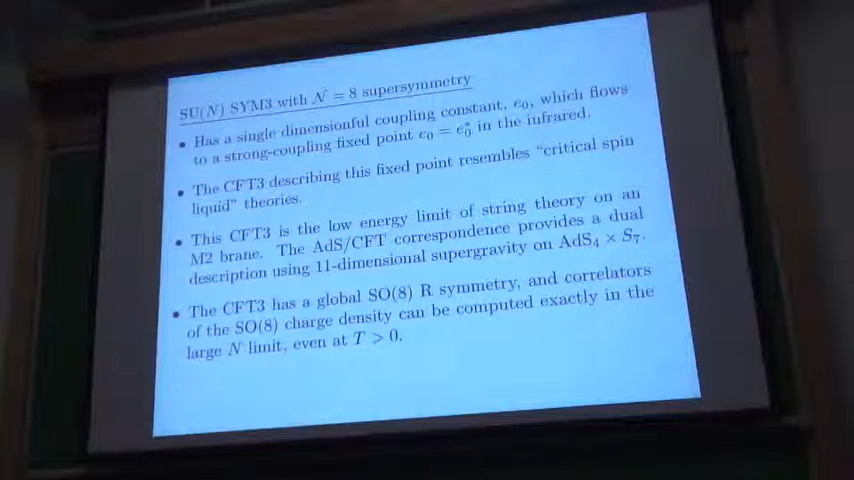 SU(N) SYM3 with 𝒩 = 8 supersymmetry
• Has a single dimensionful coupling constant, e₀, which flows
to a strong-coupling fixed point e₀ = e₀* in the infrared.
• The CFT3 describing this fixed point resembles "critical spin
liquid" theories.
• This CFT3 is the low energy limit of string theory on an
M2 brane. The AdS/CFT correspondence provides a dual
description using 11-dimensional supergravity on AdS₄ × S₇.
• The CFT3 has a global SO(8) R symmetry, and correlators
of the SO(8) charge density can be computed exactly in the
large N limit, even at T > 0.